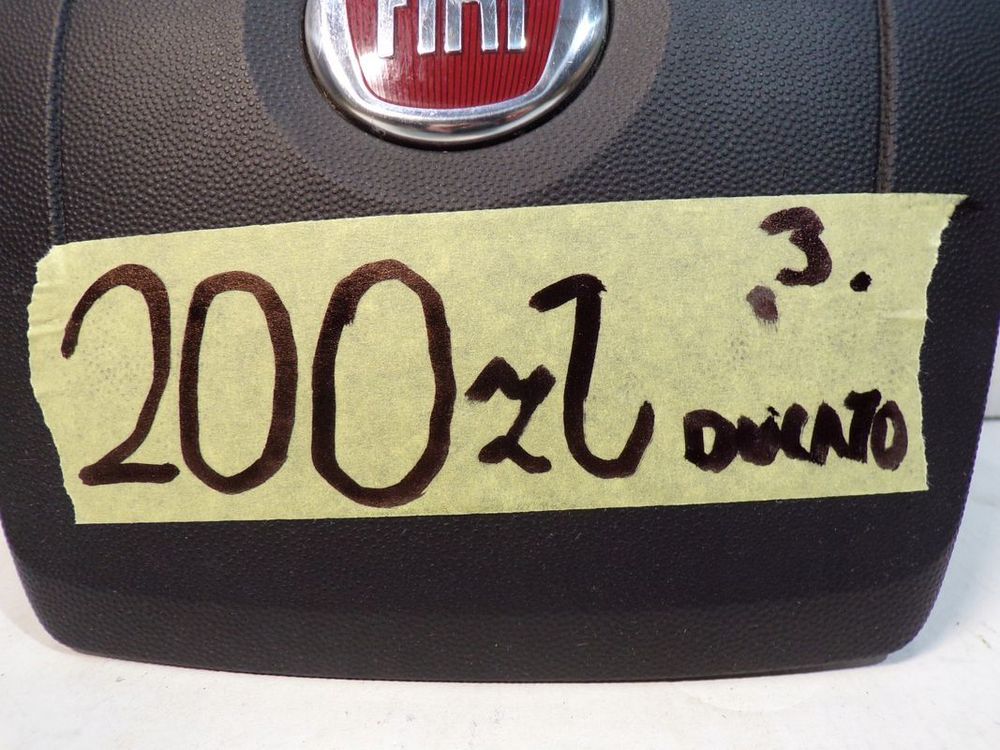 FIAT
3.
200zł
DUCATO